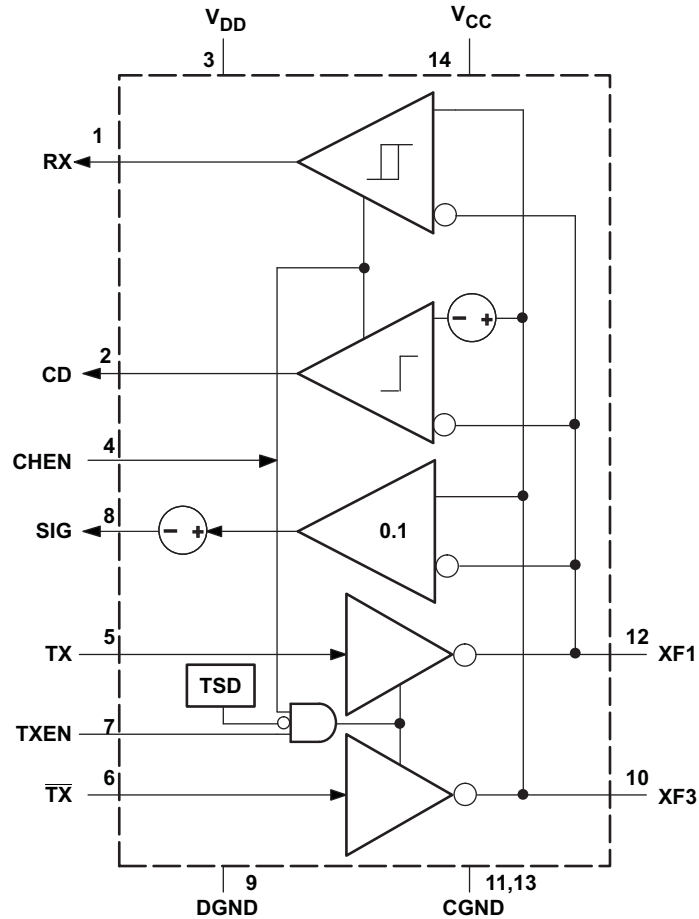 V_DD
V_CC
3
14
1
RX
2
CD
− +
4
CHEN
8
SIG
− +
0.1
5
TX
12
XF1
TSD
TXEN
7
6
T̅X̅
10
XF3
9
11,13
DGND
CGND